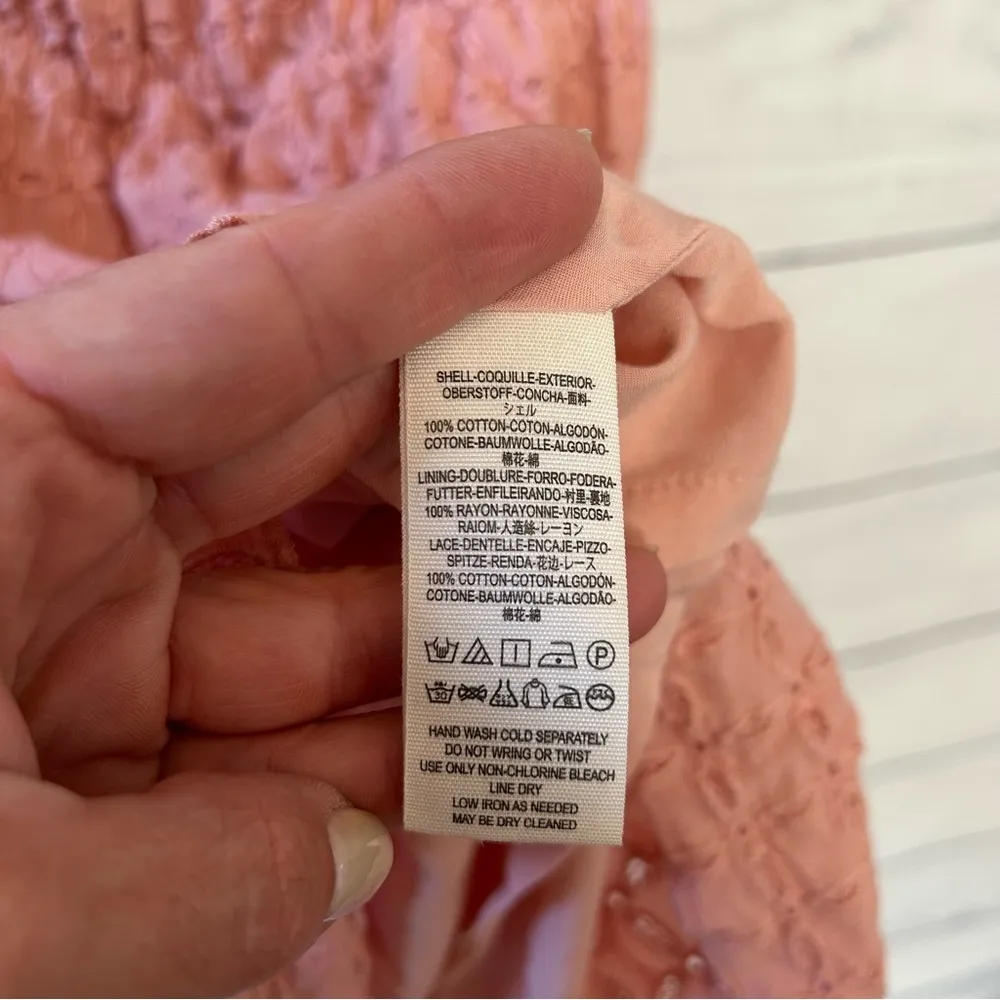 SHELL-COQUILLE-EXTERIOR-
OBERSTOFF-CONCHA-面料-
シェル
100% COTTON-COTON-ALGODÓN-
COTONE-BAUMWOLLE-ALGODÃO-
棉花-綿
LINING-DOUBLURE-FORRO-FODERA-
FUTTER-ENFILEIRANDO-衬里-裏地
100% RAYON-RAYONNE-VISCOSA-
RAIOM-人造絲-レーヨン
LACE-DENTELLE-ENCAJE-PIZZO-
SPITZE-RENDA-花边-レース
100% COTTON-COTON-ALGODÓN-
COTONE-BAUMWOLLE-ALGODÃO-
棉花-綿
P
30
HAND WASH COLD SEPARATELY
DO NOT WRING OR TWIST
USE ONLY NON-CHLORINE BLEACH
LINE DRY
LOW IRON AS NEEDED
MAY BE DRY CLEANED